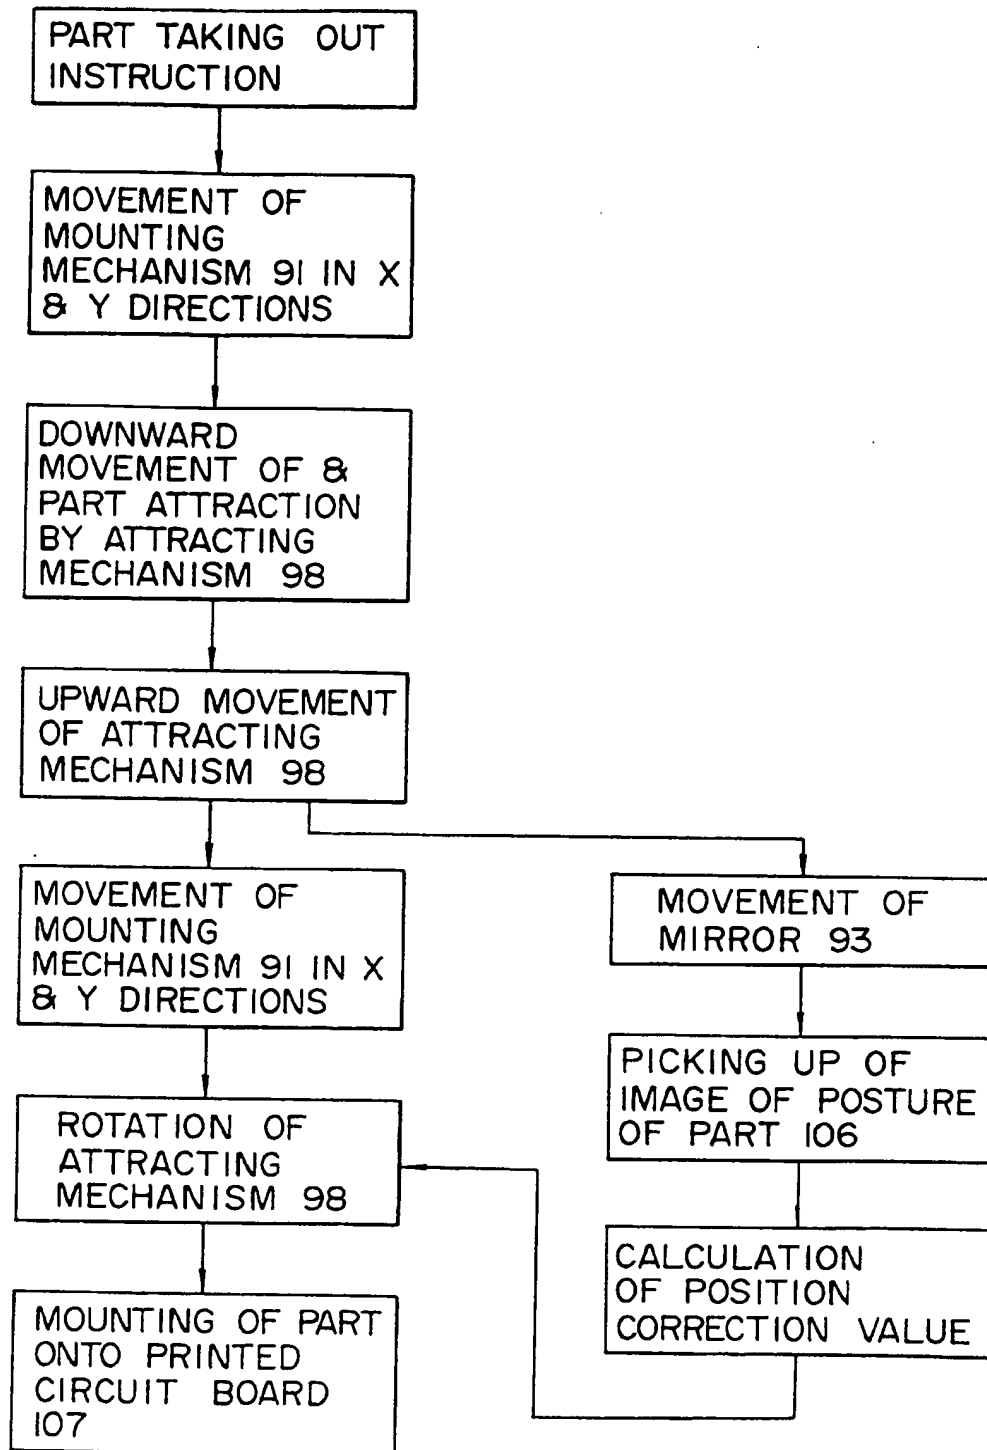 PART TAKING OUT
INSTRUCTION
MOVEMENT OF
MOUNTING
MECHANISM 91 IN X
& Y DIRECTIONS
DOWNWARD
MOVEMENT OF &
PART ATTRACTION
BY ATTRACTING
MECHANISM 98
UPWARD MOVEMENT
OF ATTRACTING
MECHANISM 98
MOVEMENT OF
MOUNTING
MECHANISM 91 IN X
& Y DIRECTIONS
ROTATION OF
ATTRACTING
MECHANISM 98
MOUNTING OF PART
ONTO PRINTED
CIRCUIT BOARD
107
MOVEMENT OF
MIRROR 93
PICKING UP OF
IMAGE OF POSTURE
OF PART 106
CALCULATION
OF POSITION
CORRECTION VALUE